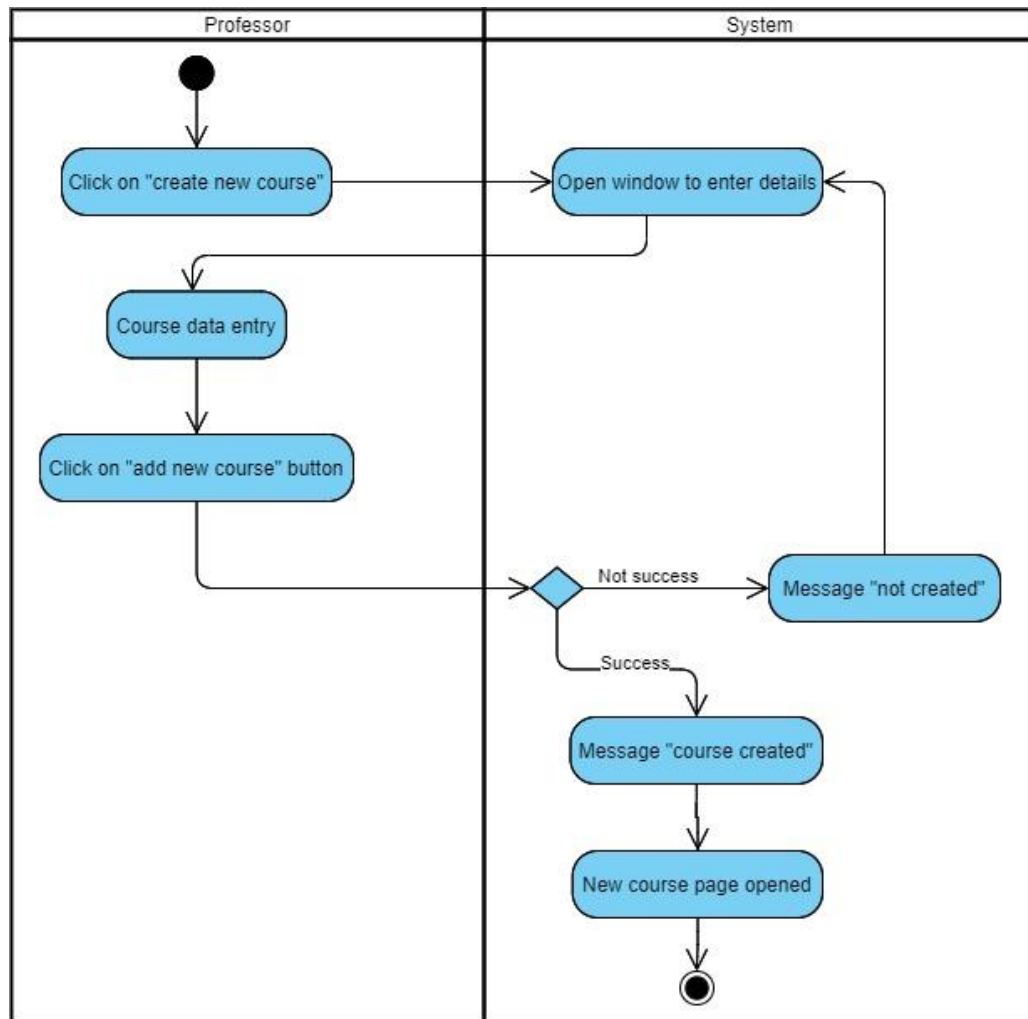 Professor
System
Click on "create new course"
Open window to enter details
Course data entry
Click on "add new course" button
Not success
Message "not created"
Success
Message "course created"
New course page opened